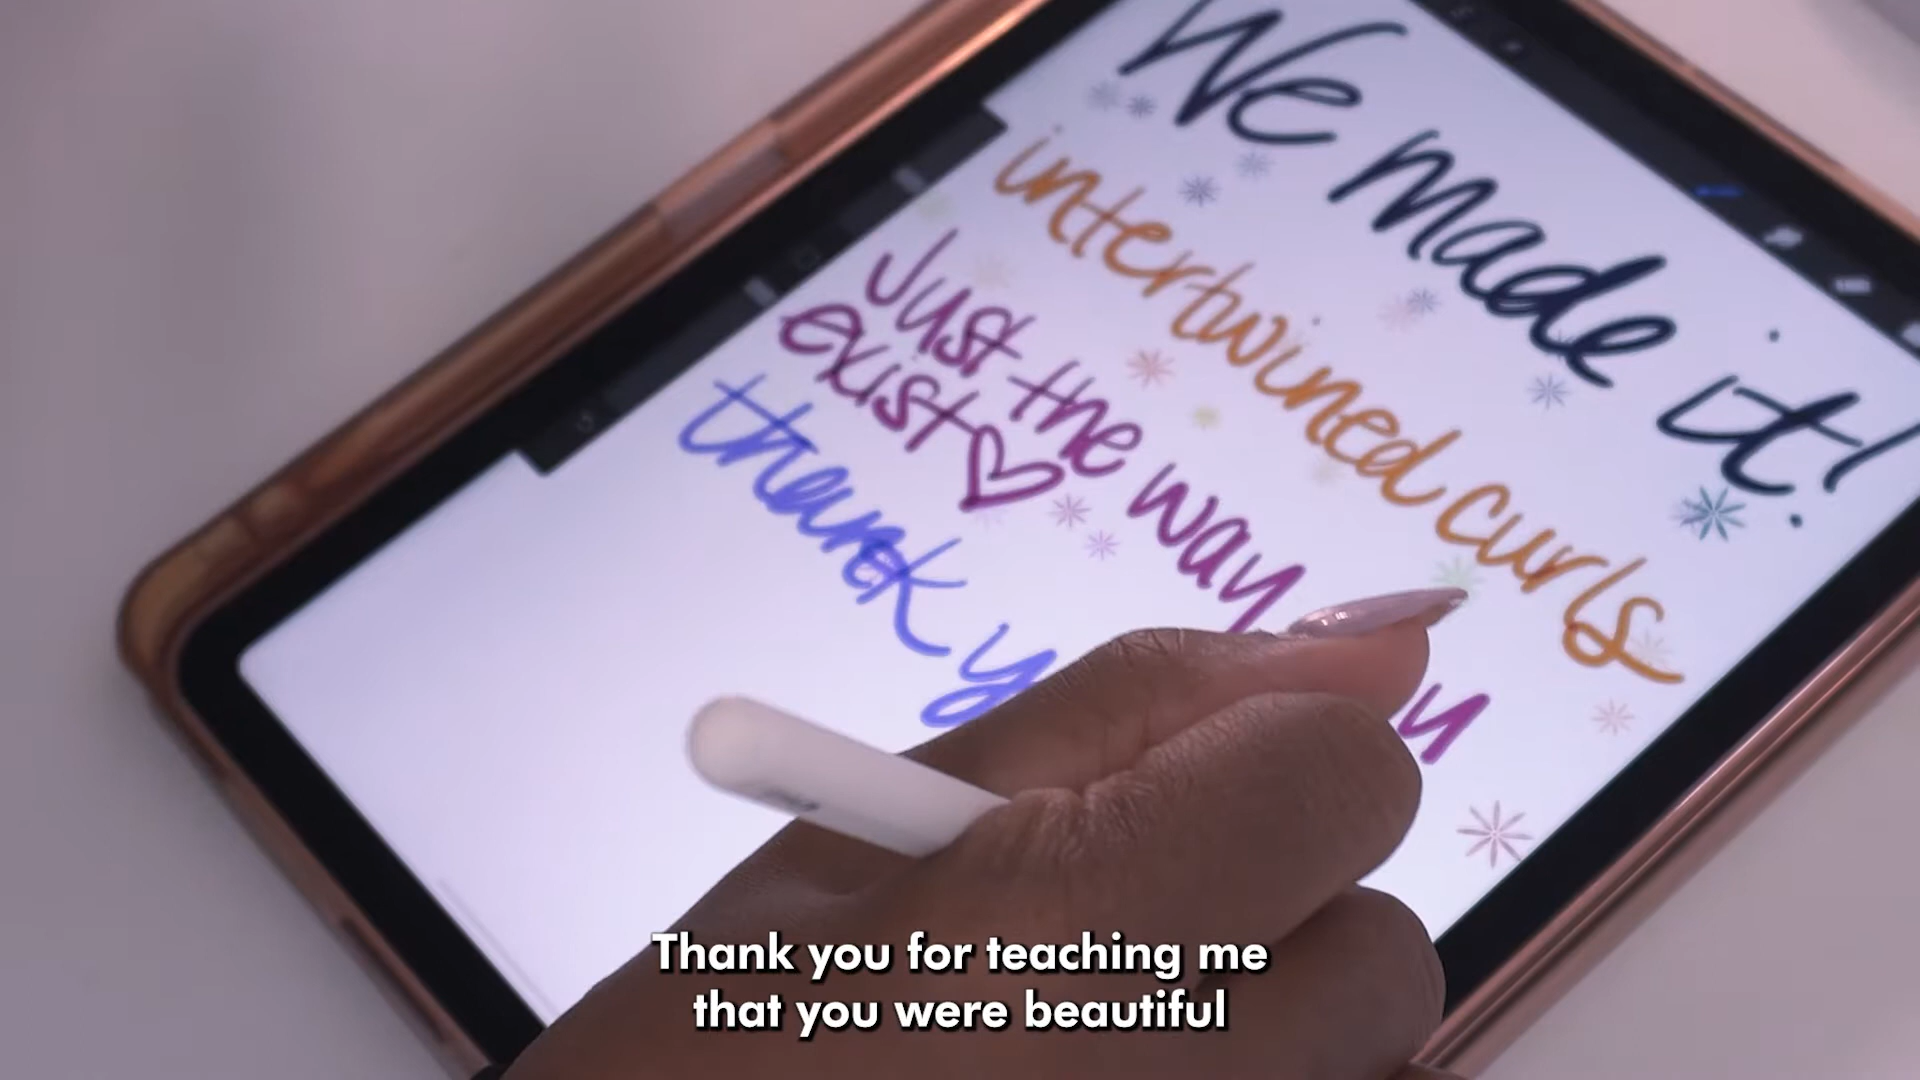 We made it!
intertwined curls
Just the way
exist
thank y
Thank you for teaching me
that you were beautiful